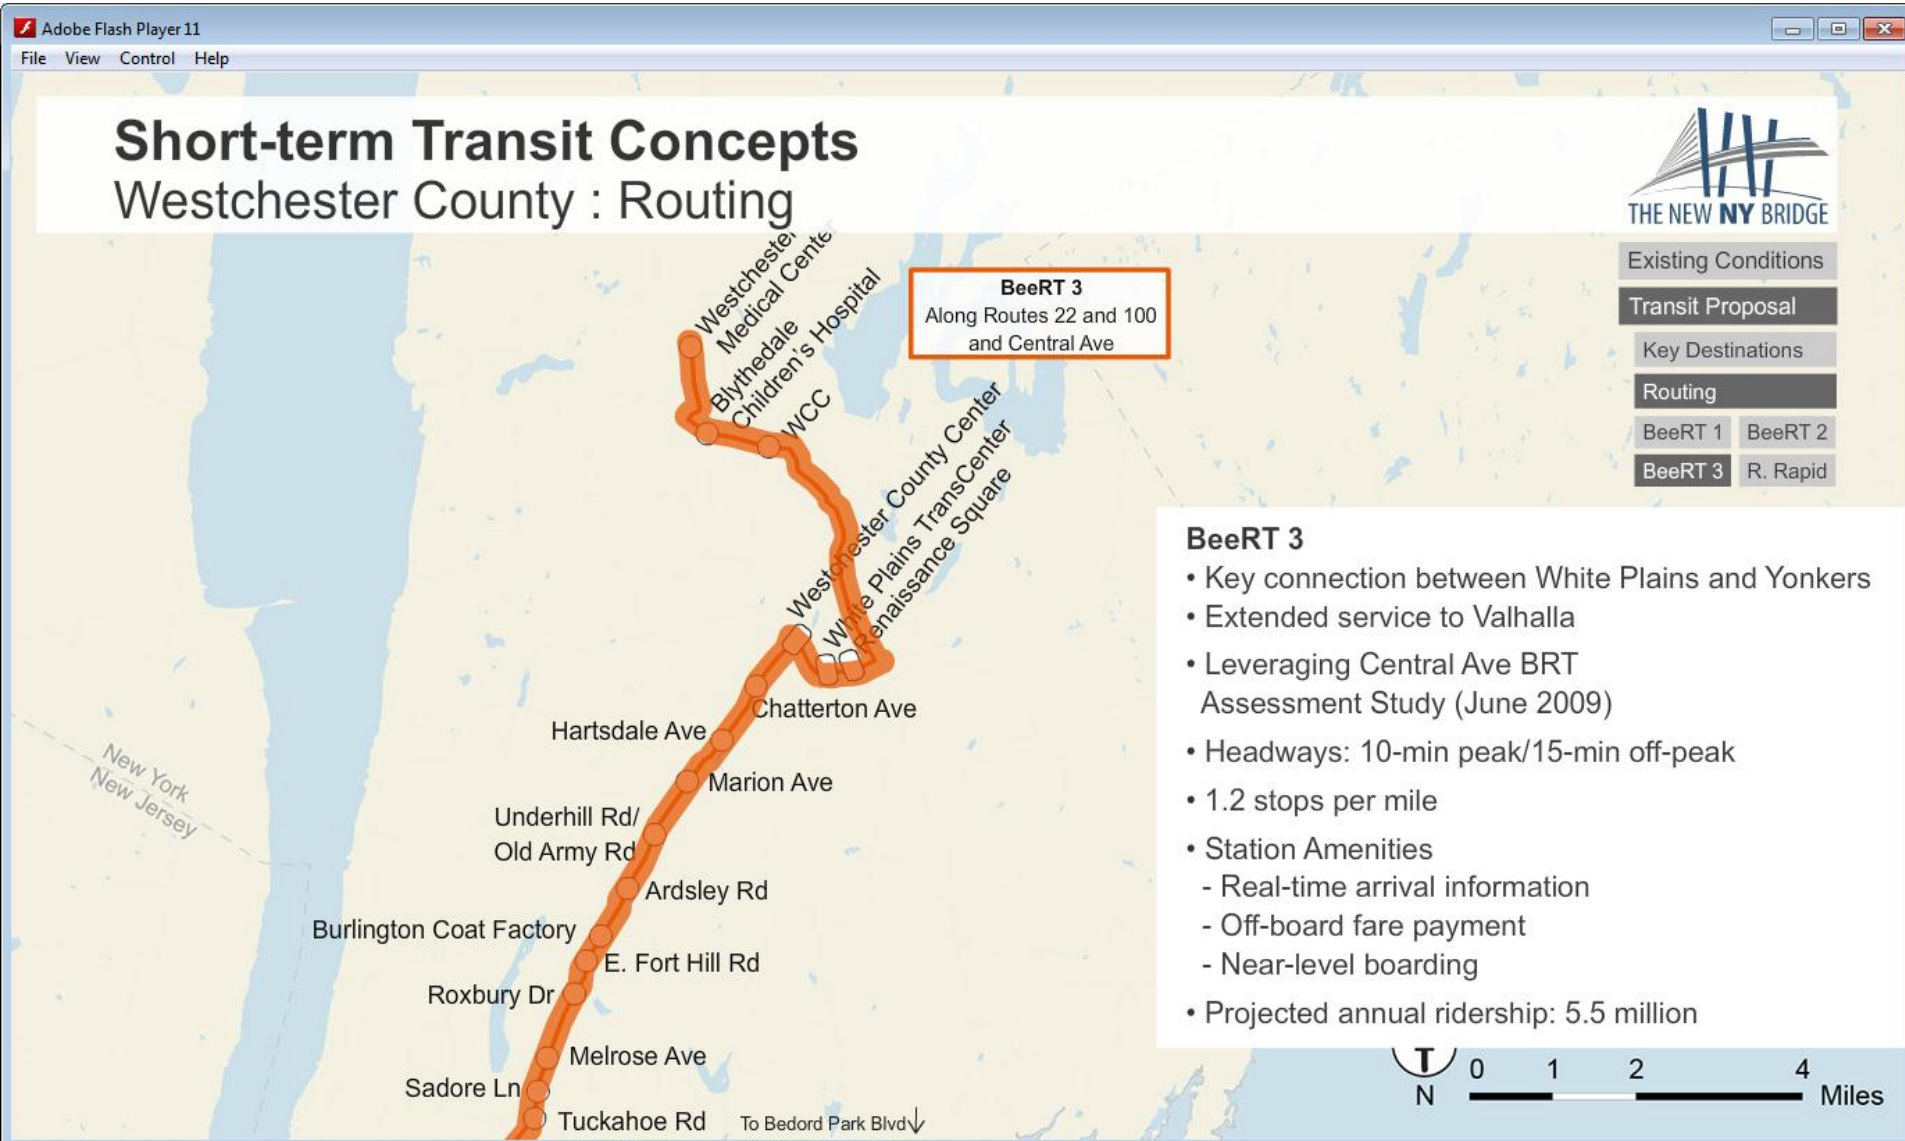 Adobe Flash Player 11
File View Control Help
Short-term Transit Concepts
Westchester County : Routing
THE NEW NY BRIDGE
Existing Conditions
Transit Proposal
Key Destinations
Routing
BeeRT 1 BeeRT 2
BeeRT 3 R. Rapid
BeeRT 3
Along Routes 22 and 100
and Central Ave
Westchester
Medical Center
Blythedale
Children's Hospital
WCC
Westchester County Center
White Plains TransCenter
Renaissance Square
Chatterton Ave
Hartsdale Ave
Marion Ave
Underhill Rd/
Old Army Rd
Ardsley Rd
Burlington Coat Factory
E. Fort Hill Rd
Roxbury Dr
Melrose Ave
Sadore Ln
Tuckahoe Rd
To Bedord Park Blvd↓
New York
New Jersey
BeeRT 3
• Key connection between White Plains and Yonkers
• Extended service to Valhalla
• Leveraging Central Ave BRT
Assessment Study (June 2009)
• Headways: 10-min peak/15-min off-peak
• 1.2 stops per mile
• Station Amenities
- Real-time arrival information
- Off-board fare payment
- Near-level boarding
• Projected annual ridership: 5.5 million
T
N
0 1 2 4
Miles